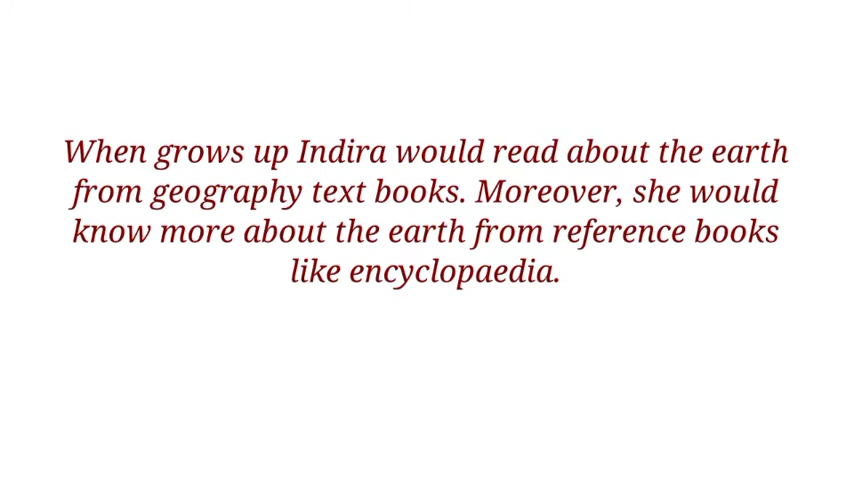 When grows up Indira would read about the earth
from geography text books. Moreover, she would
know more about the earth from reference books
like encyclopaedia.